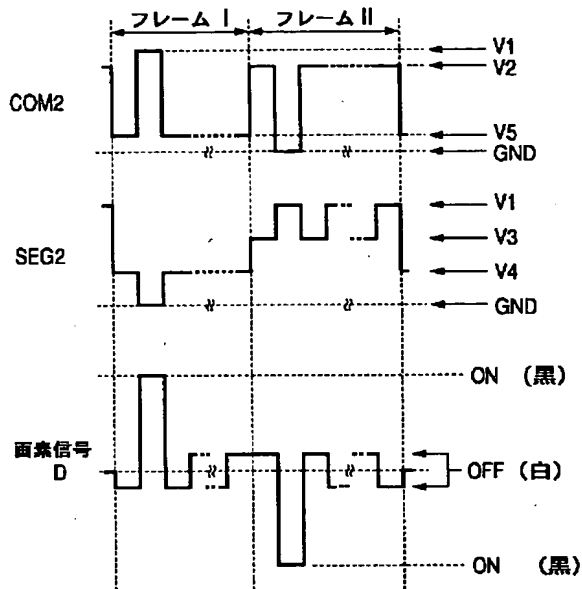 フレーム I フレーム II
V1
V2
COM2
V5
GND
V1
SEG2
V3
V4
GND
ON (黒)
画素信号
D
OFF (白)
ON (黒)